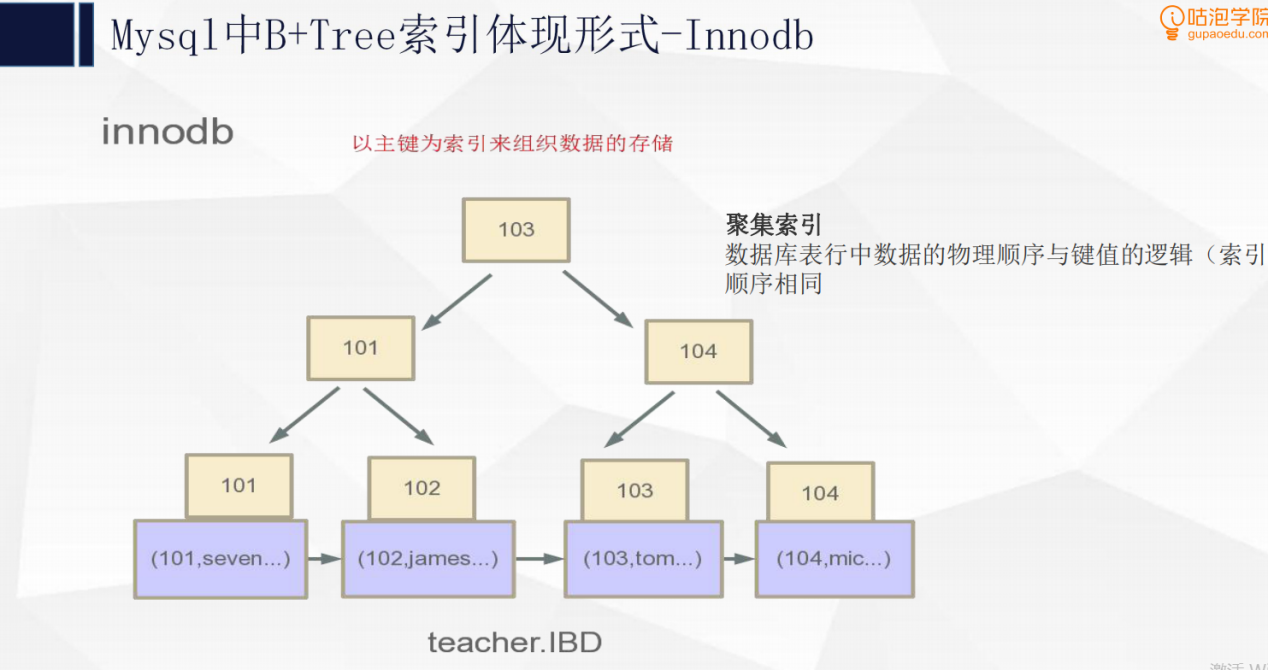 Mysql中B+Tree索引体现形式-Innodb
咕泡学院
gupaoedu.com
innodb
以主键为索引来组织数据的存储
103
聚集索引
数据库表行中数据的物理顺序与键值的逻辑（索引
顺序相同
101
104
101
102
103
104
(101,seven...)
(102,james...)
(103,tom...)
(104,mic...)
teacher.IBD
激活 W